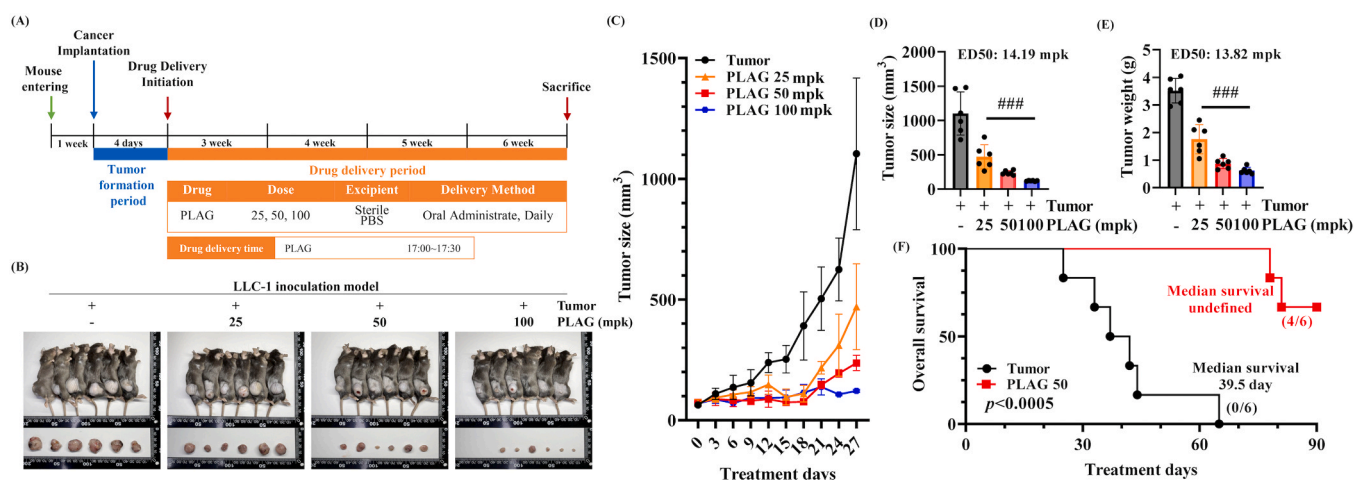 (A)
Cancer
Implantation
Mouse
entering
Drug Delivery
Initiation
Sacrifice
1 week
4 days
3 week
4 week
5 week
6 week
Tumor
formation
period
Drug delivery period
Drug Dose Excipient Delivery Method
PLAG 25, 50, 100 Sterile PBS Oral Administrate, Daily
Drug delivery time PLAG 17:00~17:30
(B)
LLC-1 inoculation model
+ + + + Tumor
- 25 50 100 PLAG (mpk)
(C)
Tumor size (mm³)
1500
1000
500
0
Tumor
PLAG 25 mpk
PLAG 50 mpk
PLAG 100 mpk
0 3 6 9 12 15 18 21 24 27
Treatment days
(D)
ED50: 14.19 mpk
Tumor size (mm³)
2000
1500
1000
500
0
###
+ + + + Tumor
- 25 50 100 PLAG (mpk)
(E)
ED50: 13.82 mpk
Tumor weight (g)
5
4
3
2
1
0
###
+ + + + Tumor
- 25 50 100 PLAG (mpk)
(F)
Overall survival
100
50
0
Median survival
undefined
(4/6)
Tumor
PLAG 50
p<0.0005
Median survival
39.5 day
(0/6)
0 30 60 90
Treatment days